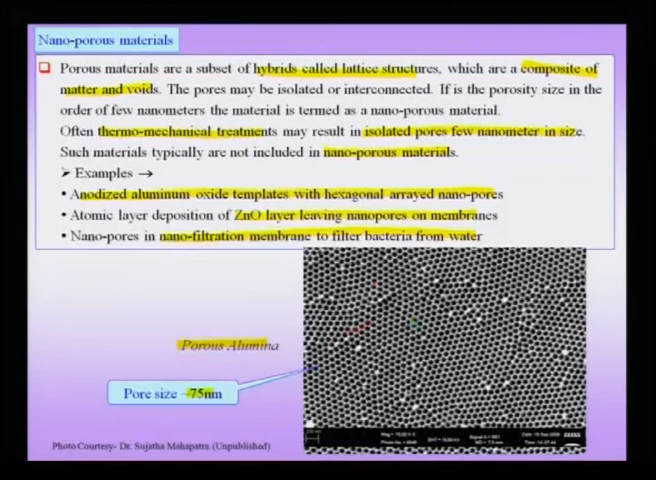 Nano-porous materials
Porous materials are a subset of hybrids called lattice structures, which are a composite of
matter and voids. The pores may be isolated or interconnected. If is the porosity size in the
order of few nanometers the material is termed as a nano-porous material.
Often thermo-mechanical treatments may result in isolated pores few nanometer in size.
Such materials typically are not included in nano-porous materials.
➤ Examples →
• Anodized aluminum oxide templates with hexagonal arrayed nano-pores
• Atomic layer deposition of ZnO layer leaving nanopores on membranes
• Nano-pores in nano-filtration membrane to filter bacteria from water
Porous Alumina
Pore size ~75nm
Photo Courtesy- Dr. Sujatha Mahapatra (Unpublished)
ZEISS